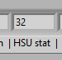 32
n | HSU stat |